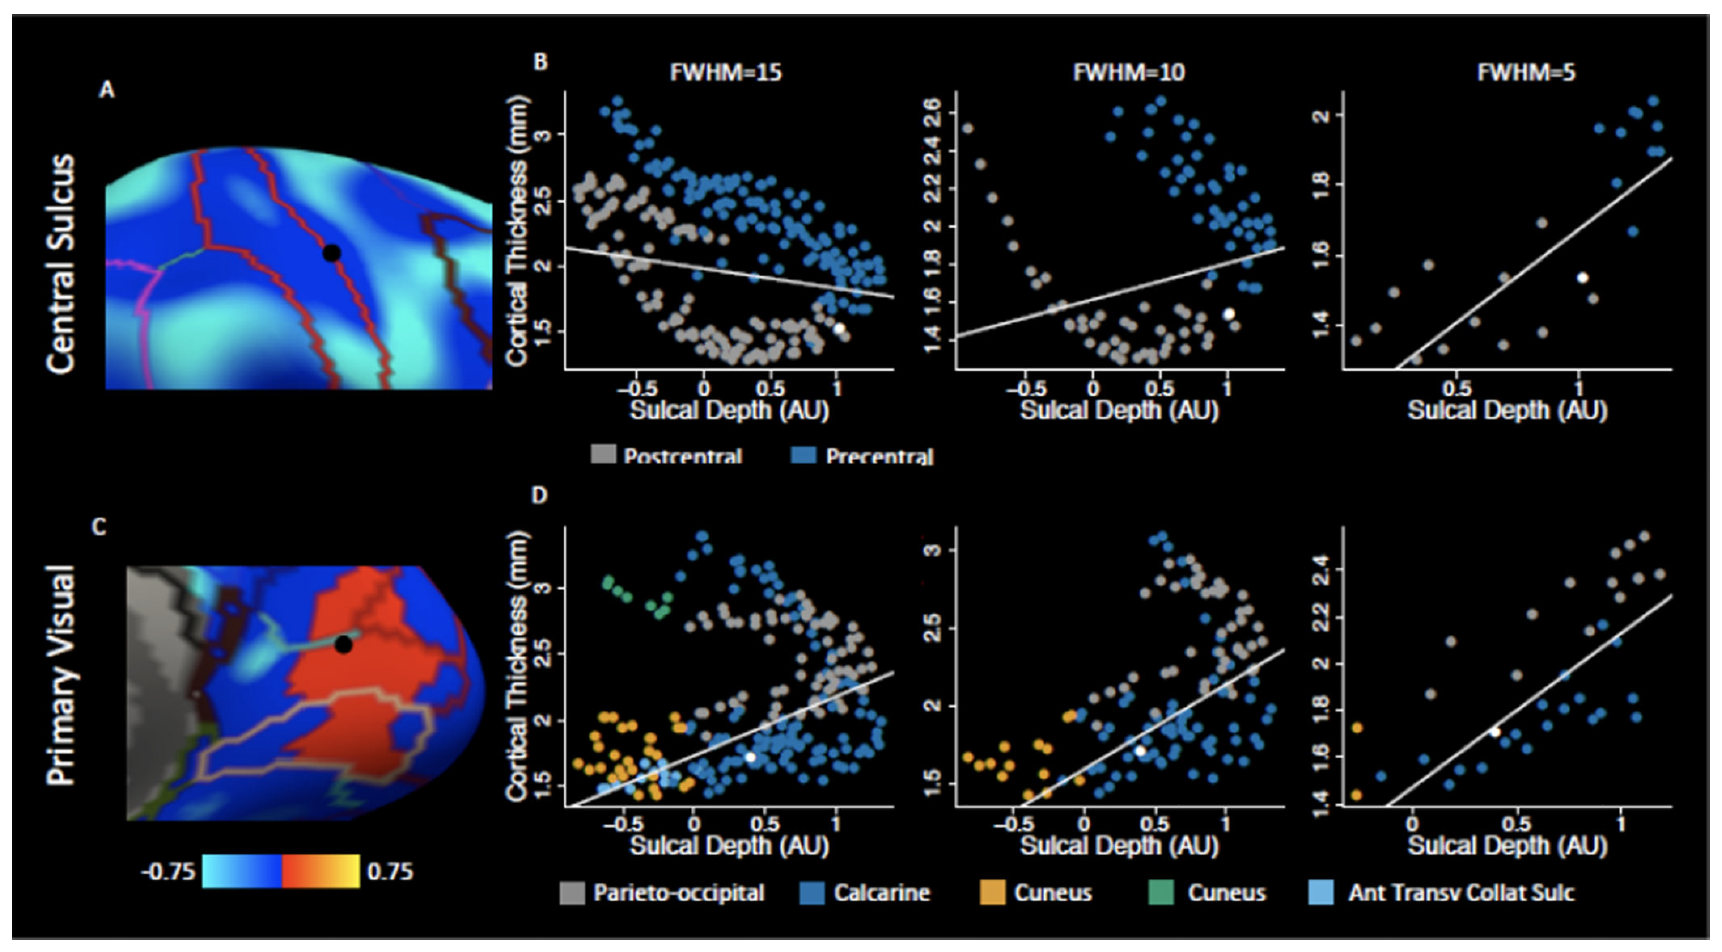 A
B
FWHM=15
FWHM=10
FWHM=5
Central Sulcus
Cortical Thickness (mm)
3
2.5
2
1.5
−0.5
0
0.5
1
Sulcal Depth (AU)
2.6
2.4
2.2
2
1.8
1.6
1.4
−0.5
0
0.5
1
Sulcal Depth (AU)
2
1.8
1.6
1.4
0.5
1
Sulcal Depth (AU)
Postcentral
Precentral
C
D
Primary Visual
-0.75
0.75
Cortical Thickness (mm)
3
2.5
2
1.5
−0.5
0
0.5
1
Sulcal Depth (AU)
3
2.5
2
1.5
−0.5
0
0.5
1
Sulcal Depth (AU)
2.4
2.2
2
1.8
1.6
1.4
0
0.5
1
Sulcal Depth (AU)
Parieto-occipital
Calcarine
Cuneus
Cuneus
Ant Transv Collat Sulc